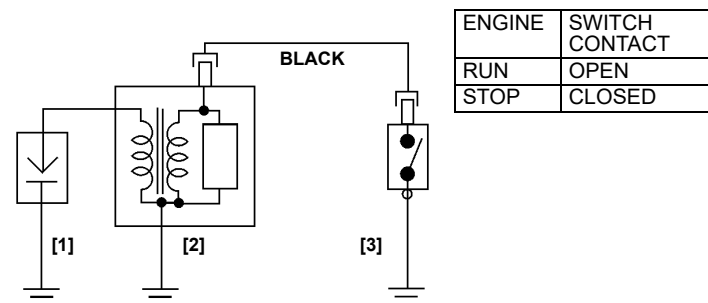 BLACK
[1]
[2]
[3]
ENGINE SWITCH CONTACT
RUN OPEN
STOP CLOSED